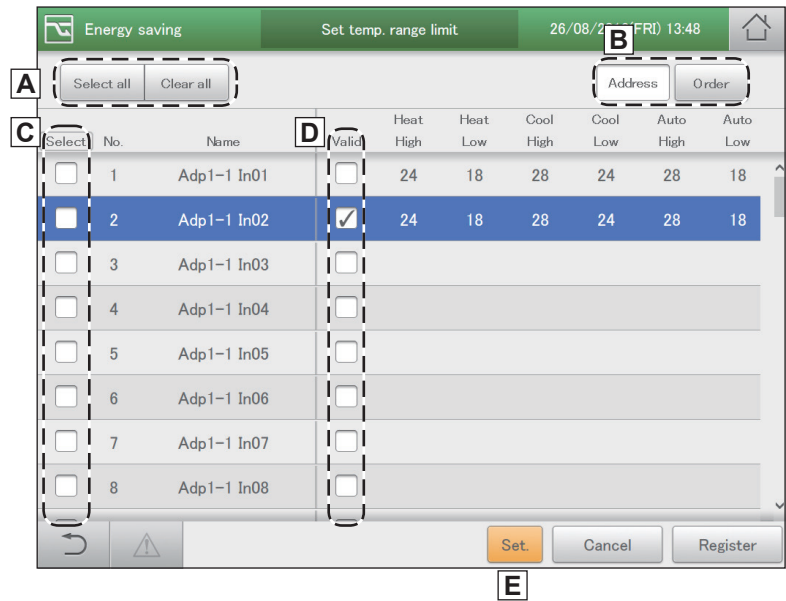 Energy saving Set temp. range limit 26/08/2 (FRI) 13:48
B
A Select all Clear all Address Order
C D Heat Heat Cool Cool Auto Auto
Select No. Name Valid High Low High Low High Low
1 Adp1-1 In01 24 18 28 24 28 18
2 Adp1-1 In02 ✓ 24 18 28 24 28 18
3 Adp1-1 In03
4 Adp1-1 In04
5 Adp1-1 In05
6 Adp1-1 In06
7 Adp1-1 In07
8 Adp1-1 In08
Set. Cancel Register
E